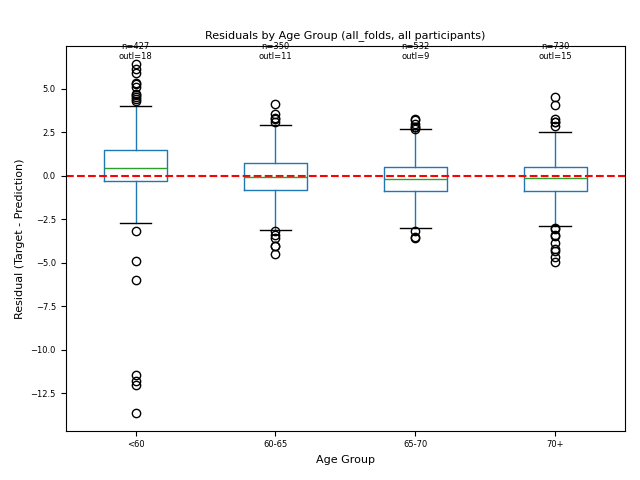 Residuals by Age Group (all_folds, all participants)
n=427
outl=18
n=350
outl=11
n=532
outl=9
n=730
outl=15
5.0
2.5
0.0
−2.5
−5.0
−7.5
−10.0
−12.5
Residual (Target - Prediction)
<60
60-65
65-70
70+
Age Group